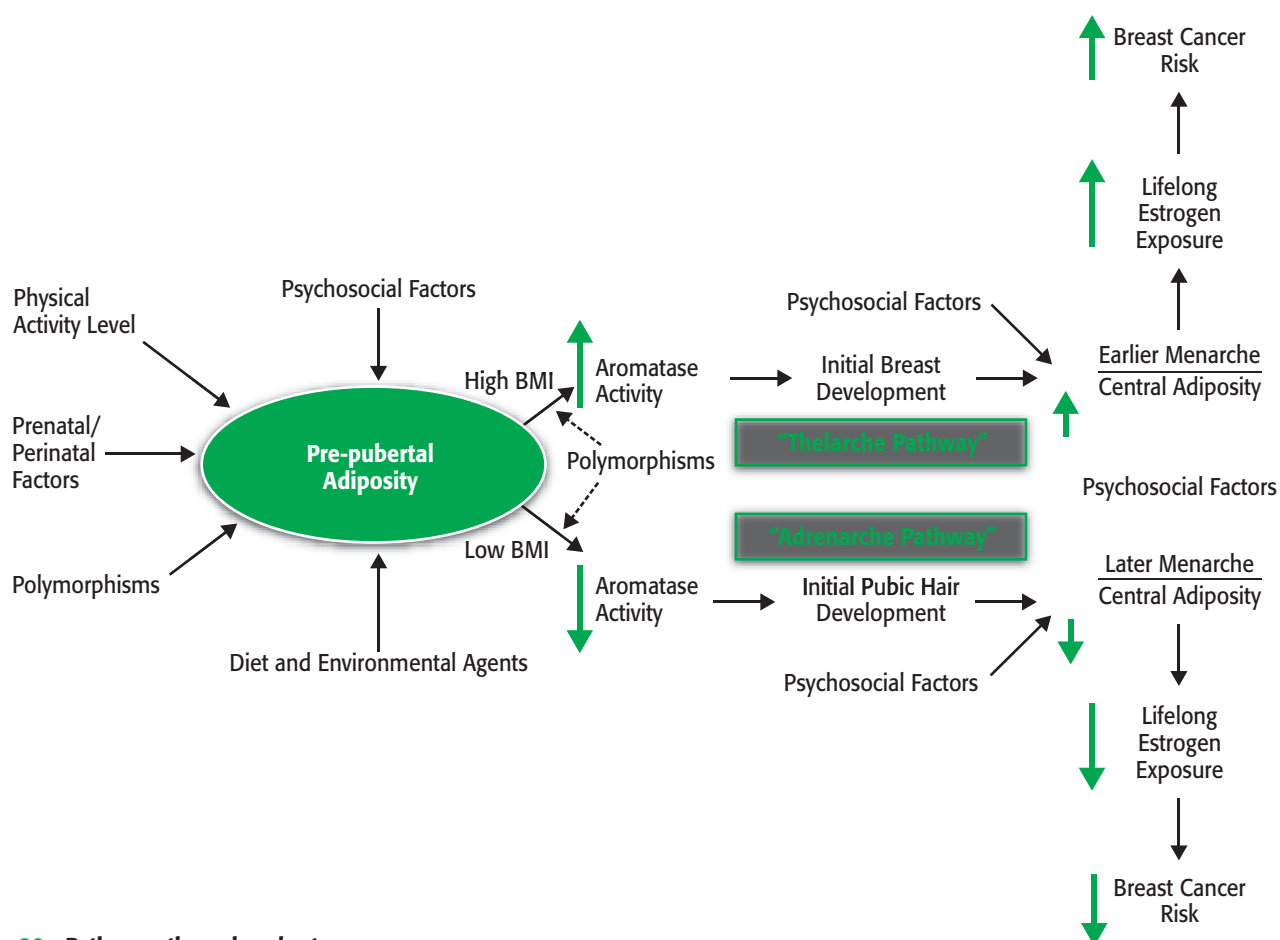 Breast Cancer
Risk
Lifelong
Estrogen
Exposure
Physical
Activity Level
Psychosocial Factors
Psychosocial Factors
High BMI
Aromatase
Activity
Initial Breast
Development
Earlier Menarche
Central Adiposity
Prenatal/
Perinatal
Factors
Pre-pubertal
Adiposity
Polymorphisms
"Thelarche Pathway"
Psychosocial Factors
"Adrenarche Pathway"
Low BMI
Polymorphisms
Aromatase
Activity
Initial Pubic Hair
Development
Later Menarche
Central Adiposity
Diet and Environmental Agents
Psychosocial Factors
Lifelong
Estrogen
Exposure
Breast Cancer
Risk